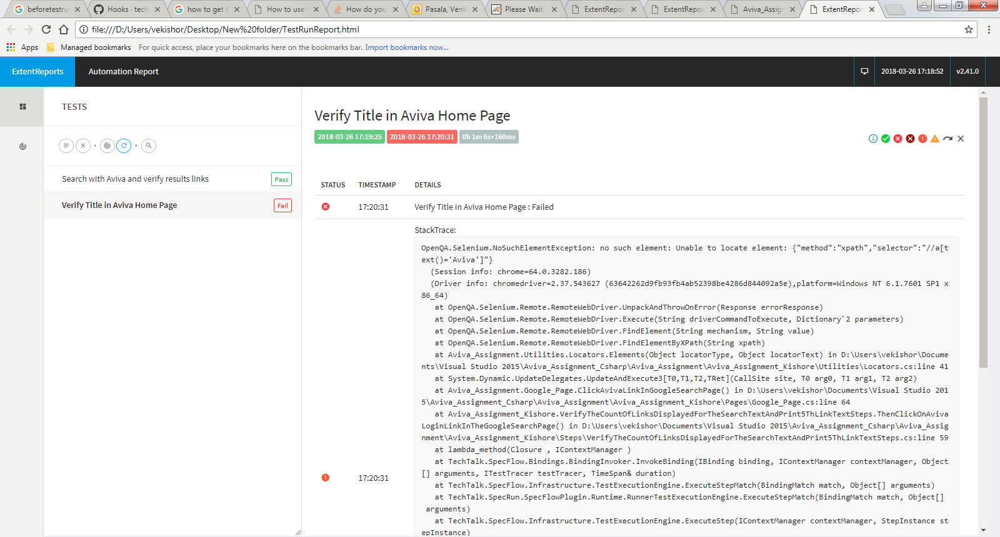 beforetestru
Hooks · tech
how to get t
How to use
How do you
Pasala, Venk
Please Wait
ExtentRepor
ExtentRepor
Aviva_Assign
ExtentRepor
file:///D:/Users/vekishor/Desktop/New%20folder/TestRunReport.html
Apps
Managed bookmarks
For quick access, place your bookmarks here on the bookmarks bar. Import bookmarks now...
ExtentReports
Automation Report
2018-03-26 17:18:52
v2.41.0
TESTS
Search with Aviva and verify results links
Pass
Verify Title in Aviva Home Page
Fail
Verify Title in Aviva Home Page
2018-03-26 17:19:25
2018-03-26 17:20:31
0h 1m 6s+160ms
STATUS TIMESTAMP DETAILS
17:20:31 Verify Title in Aviva Home Page : Failed
17:20:31
StackTrace:
OpenQA.Selenium.NoSuchElementException: no such element: Unable to locate element: {"method":"xpath","selector":"//a[t
ext()='Aviva']"}
(Session info: chrome=64.0.3282.186)
(Driver info: chromedriver=2.37.543627 (63642262d9fb93fb4ab52398be4286d844092a5e),platform=Windows NT 6.1.7601 SP1 x
86_64)
at OpenQA.Selenium.Remote.RemoteWebDriver.UnpackAndThrowOnError(Response errorResponse)
at OpenQA.Selenium.Remote.RemoteWebDriver.Execute(String driverCommandToExecute, Dictionary`2 parameters)
at OpenQA.Selenium.Remote.RemoteWebDriver.FindElement(String mechanism, String value)
at OpenQA.Selenium.Remote.RemoteWebDriver.FindElementByXPath(String xpath)
at Aviva_Assignment.Utilities.Locators.Elements(Object locatorType, Object locatorText) in D:\Users\vekishor\Docume
nts\Visual Studio 2015\Aviva_Assignment_Csharp\Aviva_Assignment\Aviva_Assignment_Kishore\Utilities\Locators.cs:line 41
at System.Dynamic.UpdateDelegates.UpdateAndExecute3[T0,T1,T2,TRet](CallSite site, T0 arg0, T1 arg1, T2 arg2)
at Aviva_Assignment.Google_Page.ClickAvivaLinkInGoogleSearchPage() in D:\Users\vekishor\Documents\Visual Studio 201
5\Aviva_Assignment_Csharp\Aviva_Assignment\Aviva_Assignment_Kishore\Pages\Google_Page.cs:line 64
at Aviva_Assignment_Kishore.VerifyTheCountOfLinksDisplayedForTheSearchTextAndPrint5ThLinkTextSteps.ThenClickOnAviva
LoginLinkInTheGoogleSearchPage() in D:\Users\vekishor\Documents\Visual Studio 2015\Aviva_Assignment_Csharp\Aviva_Assig
nment\Aviva_Assignment_Kishore\Steps\VerifyTheCountOfLinksDisplayedForTheSearchTextAndPrint5ThLinkTextSteps.cs:line 59
at lambda_method(Closure , IContextManager )
at TechTalk.SpecFlow.Bindings.BindingInvoker.InvokeBinding(IBinding binding, IContextManager contextManager, Object
[] arguments, ITestTracer testTracer, TimeSpan& duration)
at TechTalk.SpecFlow.Infrastructure.TestExecutionEngine.ExecuteStepMatch(BindingMatch match, Object[] arguments)
at TechTalk.SpecRun.SpecFlowPlugin.Runtime.RunnerTestExecutionEngine.ExecuteStepMatch(BindingMatch match, Object[]
arguments)
at TechTalk.SpecFlow.Infrastructure.TestExecutionEngine.ExecuteStep(IContextManager contextManager, StepInstance st
epInstance)